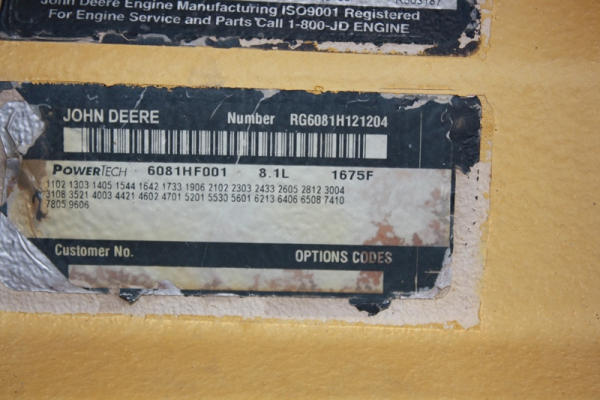 John Deere Engine Manufacturing ISO9001 Registered
For Engine Service and Parts Call 1-800-JD ENGINE
JOHN DEERE Number RG6081H121204
POWERTECH 6081HF001 8.1L 1675F
1102 1303 1405 1544 1642 1733 1906 2102 2303 2433 2605 2812 3004
3108 3521 4003 4421 4602 4701 5201 5530 5601 6213 6406 6508 7410
7805 9606
Customer No. OPTIONS CODES